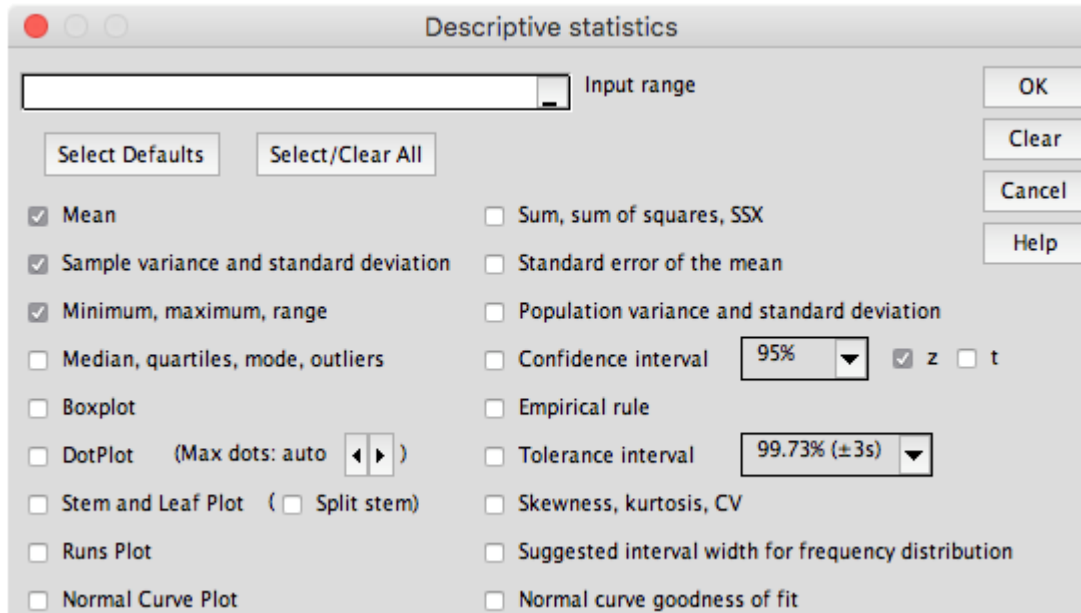 Descriptive statistics
Input range
OK
Select Defaults Select/Clear All
Clear
Cancel
Help
Mean
Sum, sum of squares, SSX
Sample variance and standard deviation
Standard error of the mean
Minimum, maximum, range
Population variance and standard deviation
Median, quartiles, mode, outliers
Confidence interval 95% z t
Boxplot
Empirical rule
DotPlot (Max dots: auto )
Tolerance interval 99.73% (±3s)
Stem and Leaf Plot ( Split stem)
Skewness, kurtosis, CV
Runs Plot
Suggested interval width for frequency distribution
Normal Curve Plot
Normal curve goodness of fit